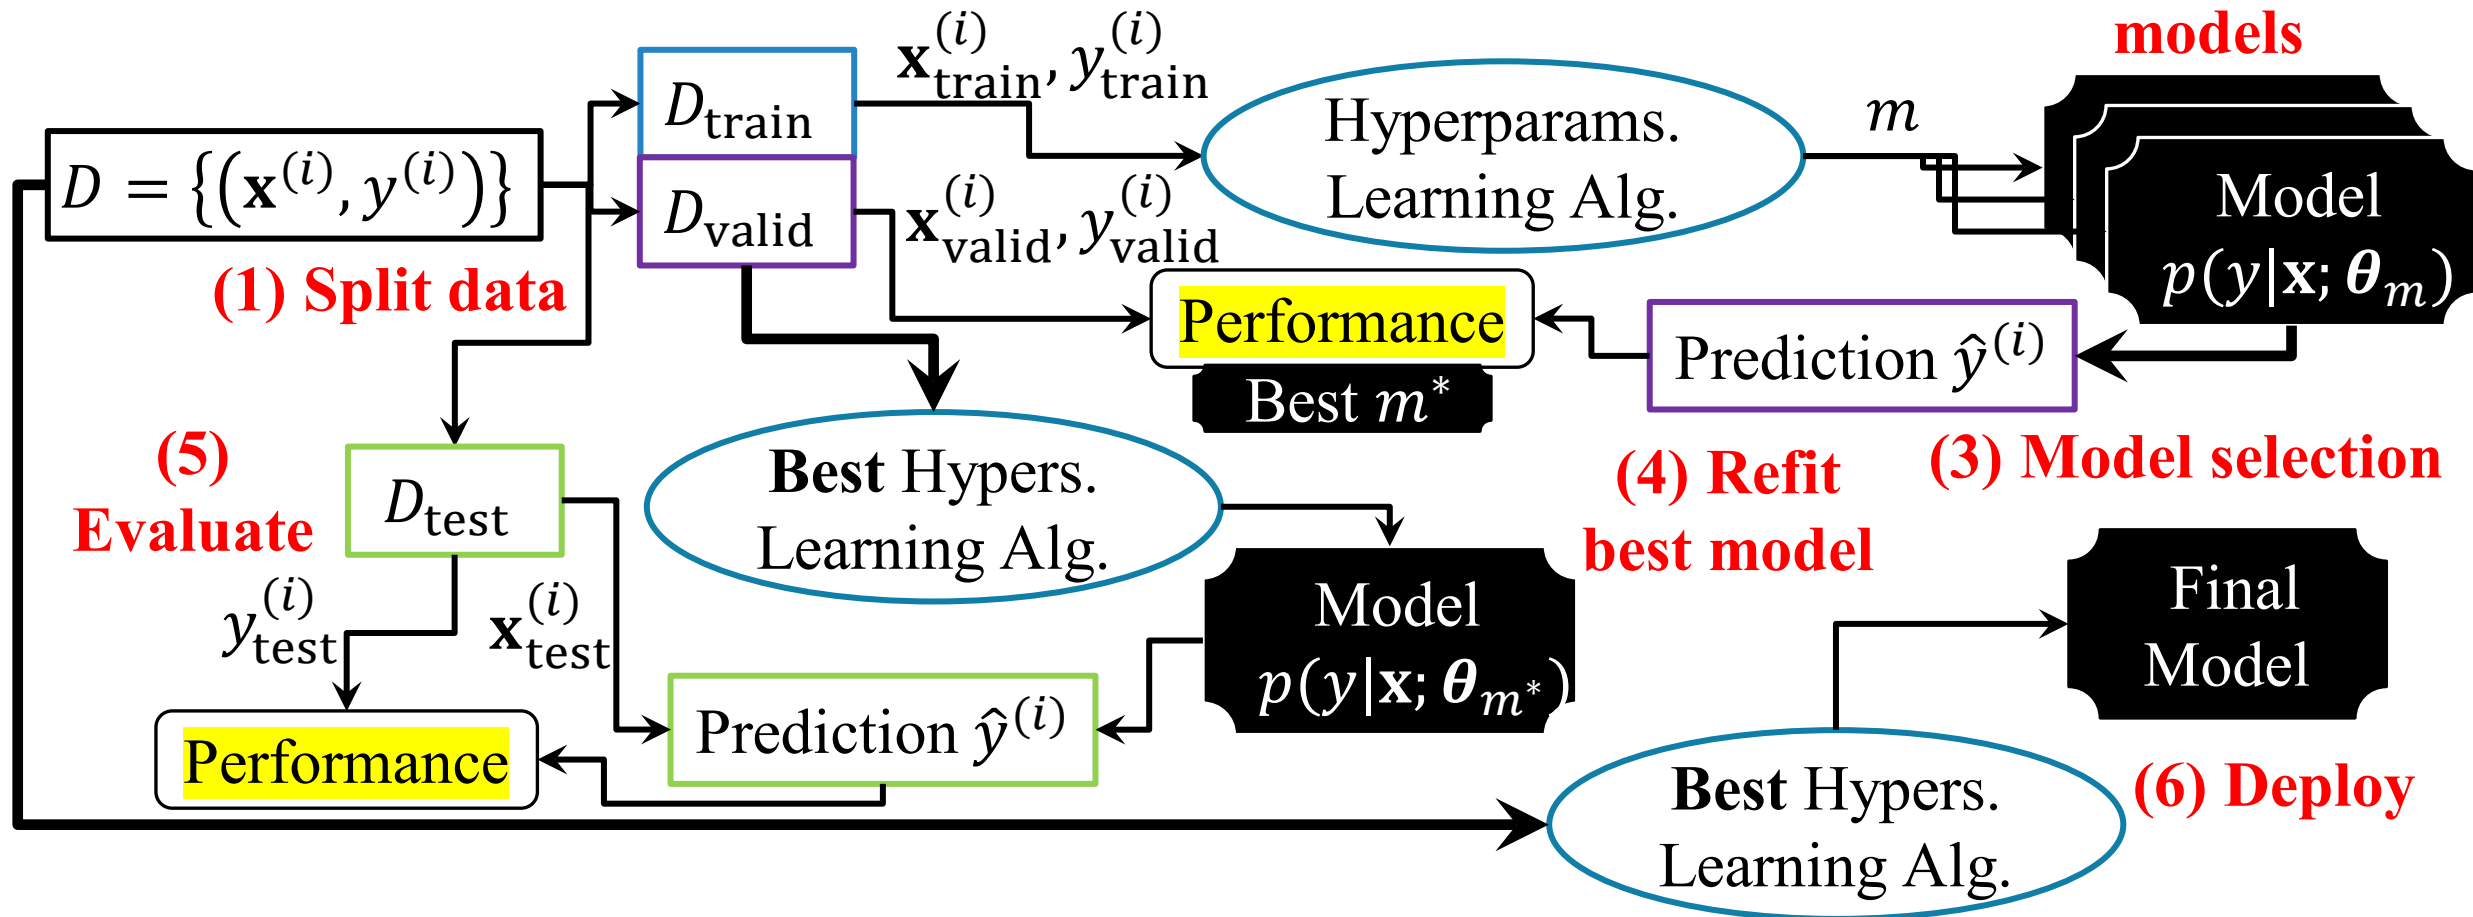 models
x_train^(i), y_train^(i)
D_train
Hyperparams.
Learning Alg.
m
D = {(x^(i), y^(i))}
D_valid
x_valid^(i), y_valid^(i)
Model
p(y|x; θ_m)
(1) Split data
Performance
Best m*
Prediction ŷ^(i)
(3) Model selection
(4) Refit
best model
(5)
Evaluate
D_test
Best Hypers.
Learning Alg.
y_test^(i)
x_test^(i)
Model
p(y|x; θ_m*)
Final
Model
Prediction ŷ^(i)
Performance
Best Hypers.
Learning Alg.
(6) Deploy